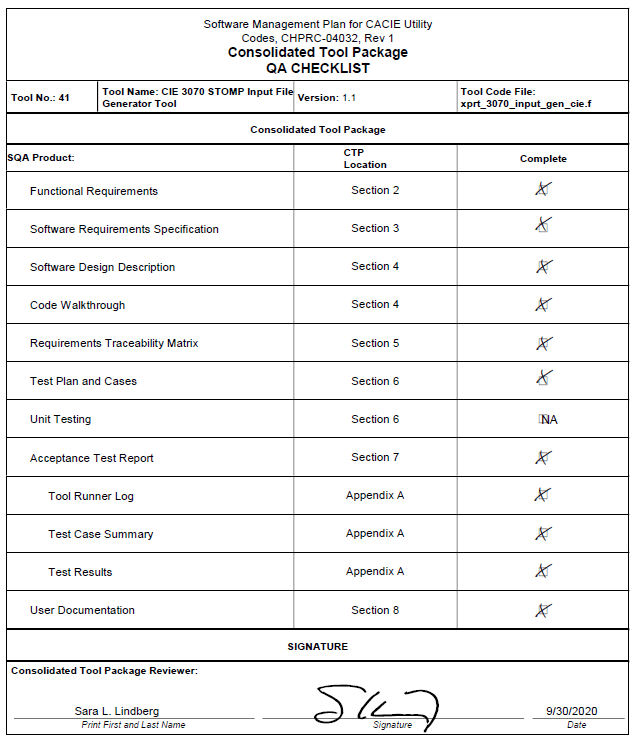 Software Management Plan for CACIE Utility
Codes, CHPRC-04032, Rev 1
Consolidated Tool Package
QA CHECKLIST
Tool No.: 41
Tool Name: CIE 3070 STOMP Input File
Generator Tool
Version: 1.1
Tool Code File:
xprt_3070_input_gen_cie.f
Consolidated Tool Package
SQA Product:
CTP
Location
Complete
Functional Requirements Section 2 X
Software Requirements Specification Section 3 X
Software Design Description Section 4 X
Code Walkthrough Section 4 X
Requirements Traceability Matrix Section 5 X
Test Plan and Cases Section 6 X
Unit Testing Section 6 NA
Acceptance Test Report Section 7 X
Tool Runner Log Appendix A X
Test Case Summary Appendix A X
Test Results Appendix A X
User Documentation Section 8 X
SIGNATURE
Consolidated Tool Package Reviewer:
Sara L. Lindberg 9/30/2020
Print First and Last Name Signature Date